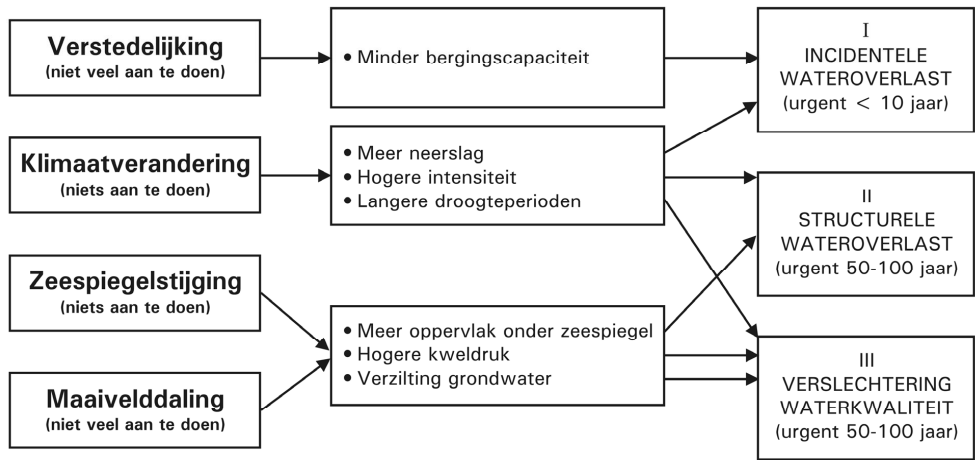 Verstedelijking
(niet veel aan te doen)
• Minder bergingscapaciteit
I
INCIDENTELE
WATEROVERLAST
(urgent < 10 jaar)
Klimaatverandering
(niets aan te doen)
• Meer neerslag
• Hogere intensiteit
• Langere droogteperioden
II
STRUCTURELE
WATEROVERLAST
(urgent 50-100 jaar)
Zeespiegelstijging
(niets aan te doen)
Maaivelddaling
(niet veel aan te doen)
• Meer oppervlak onder zeespiegel
• Hogere kweldruk
• Verzilting grondwater
III
VERSLECHTERING
WATERKWALITEIT
(urgent 50-100 jaar)